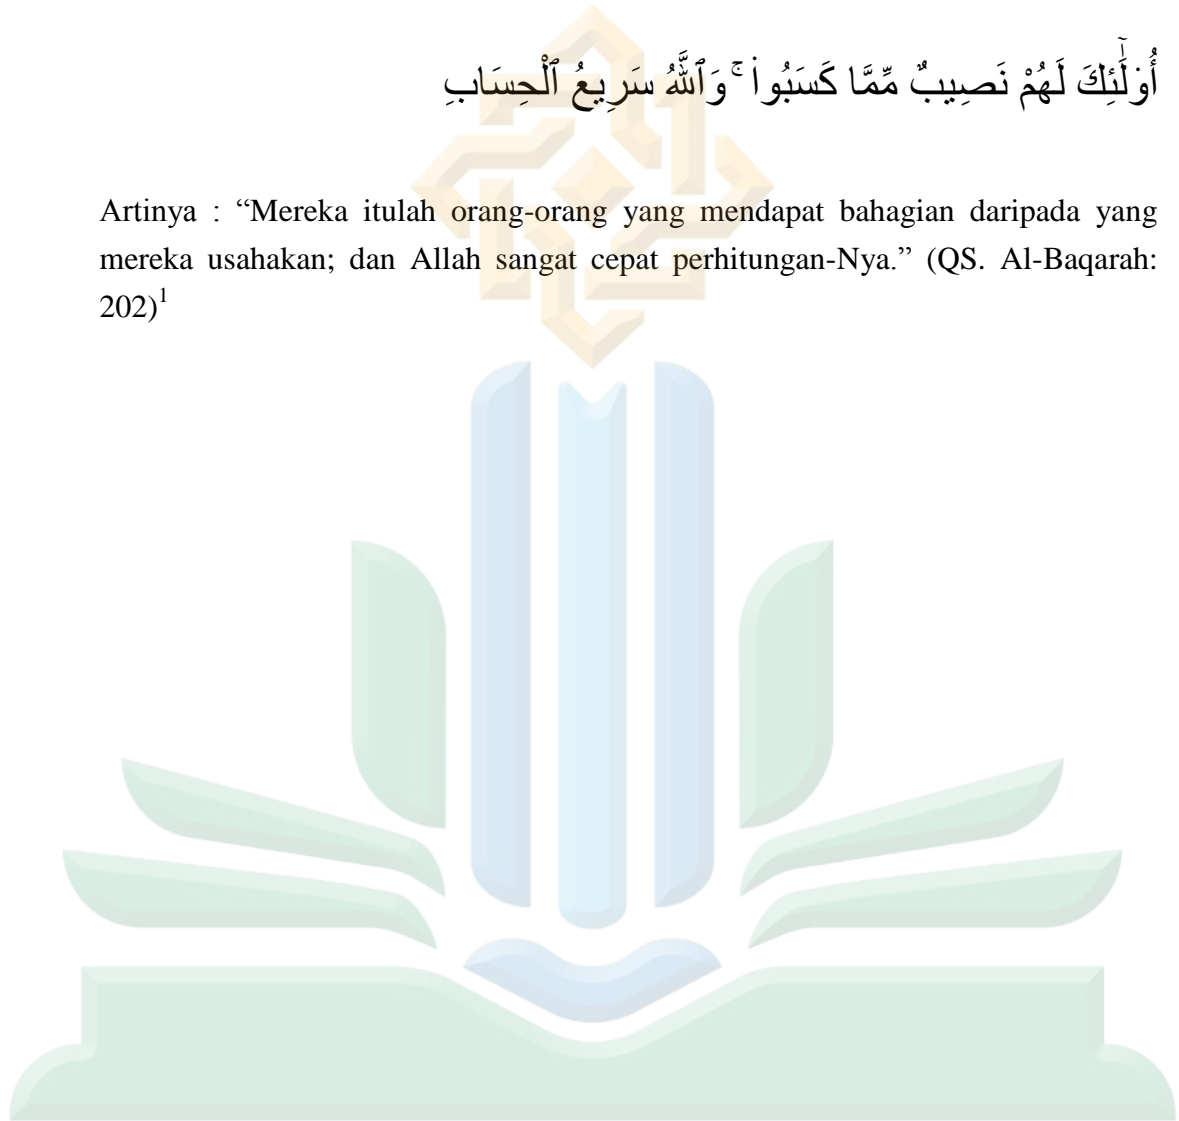 أُو۟لَٰٓئِكَ لَهُمْ نَصِيبٌ مِّمَّا كَسَبُوا۟ ۚ وَٱللَّهُ سَرِيعُ ٱلْحِسَابِ
Artinya : “Mereka itulah orang-orang yang mendapat bahagian daripada yang
mereka usahakan; dan Allah sangat cepat perhitungan-Nya.” (QS. Al-Baqarah:
202)¹